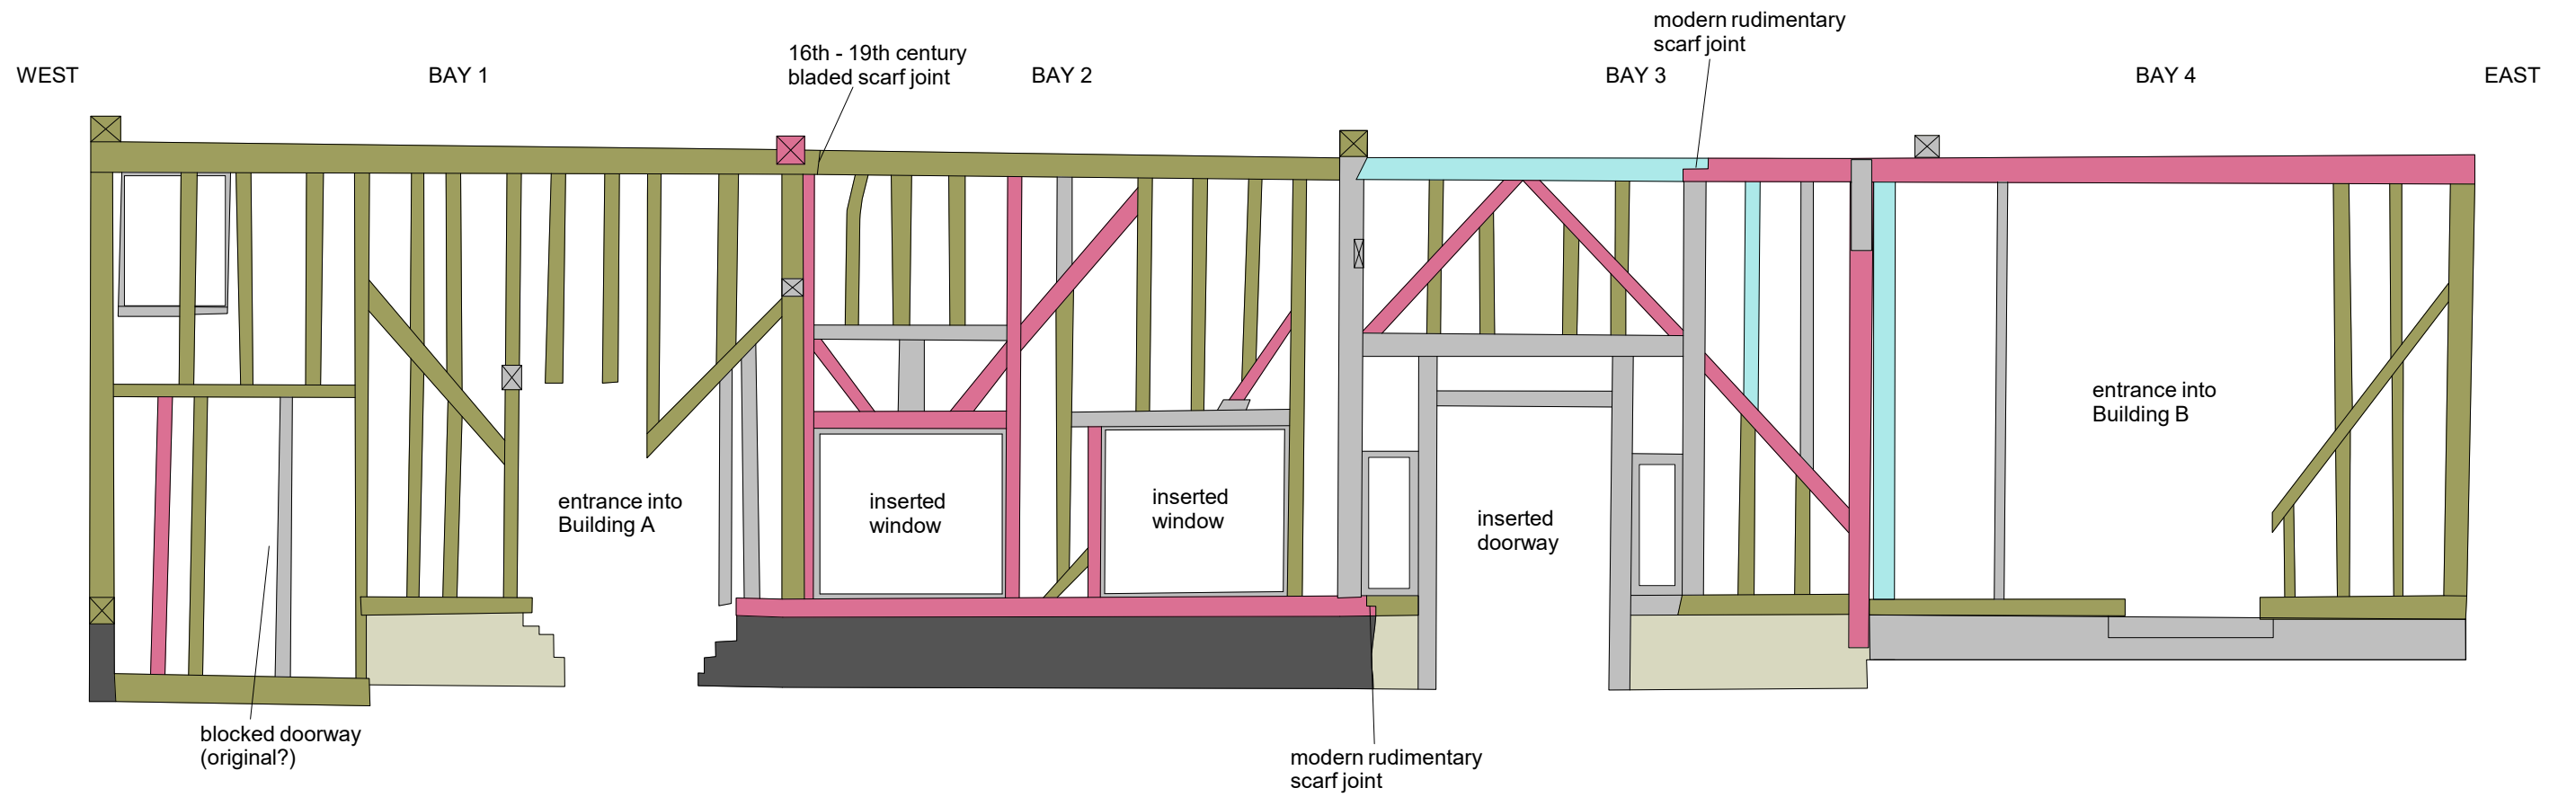 modern rudimentary
scarf joint
16th - 19th century
bladed scarf joint
WEST
BAY 1
BAY 2
BAY 3
BAY 4
EAST
entrance into
Building A
inserted
window
inserted
window
inserted
doorway
entrance into
Building B
blocked doorway
(original?)
modern rudimentary
scarf joint